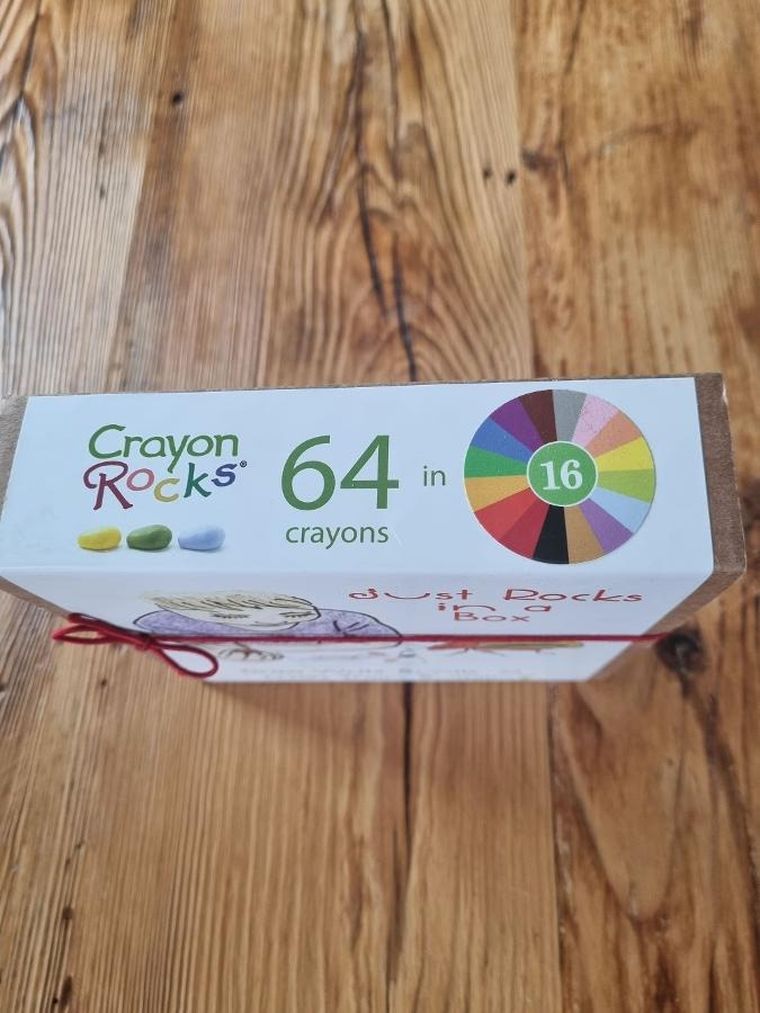 Crayon
Rocks®
64 in 16
crayons
Just Rocks
in a
Box